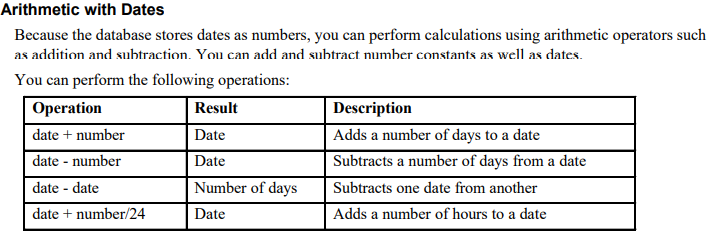 Arithmetic with Dates
Because the database stores dates as numbers, you can perform calculations using arithmetic operators such
as addition and subtraction. You can add and subtract number constants as well as dates.
You can perform the following operations:
Operation Result Description
date + number Date Adds a number of days to a date
date - number Date Subtracts a number of days from a date
date - date Number of days Subtracts one date from another
date + number/24 Date Adds a number of hours to a date